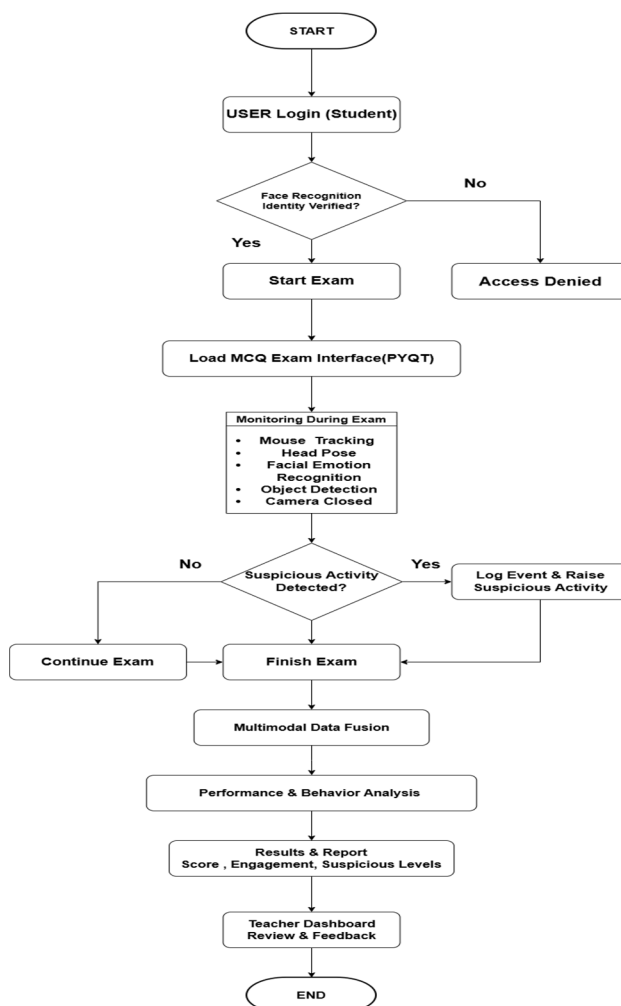 START
USER Login (Student)
Face Recognition
Identity Verified?
No
Yes
Start Exam
Access Denied
Load MCQ Exam Interface(PYQT)
Monitoring During Exam
• Mouse Tracking
• Head Pose
• Facial Emotion
Recognition
• Object Detection
• Camera Closed
No
Suspicious Activity
Detected?
Yes
Log Event & Raise
Suspicious Activity
Continue Exam
Finish Exam
Multimodal Data Fusion
Performance & Behavior Analysis
Results & Report
Score , Engagement, Suspicious Levels
Teacher Dashboard
Review & Feedback
END